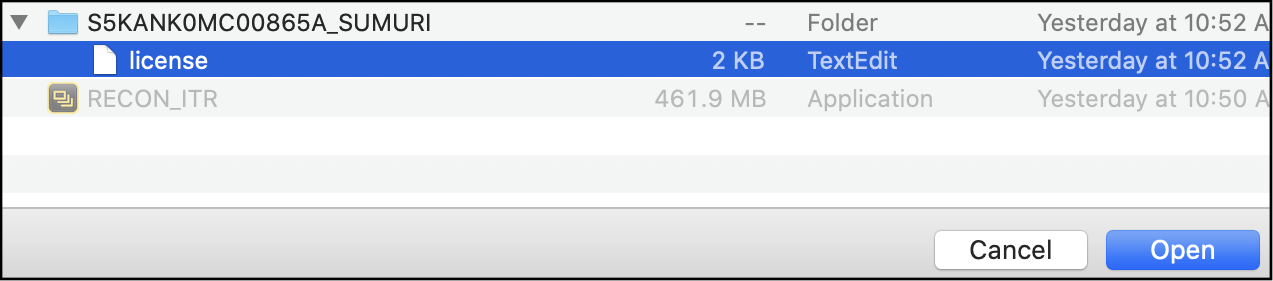 S5KANK0MC00865A_SUMURI -- Folder Yesterday at 10:52 A
license 2 KB TextEdit Yesterday at 10:52 A
RECON_ITR 461.9 MB Application Yesterday at 10:50 A
Cancel Open